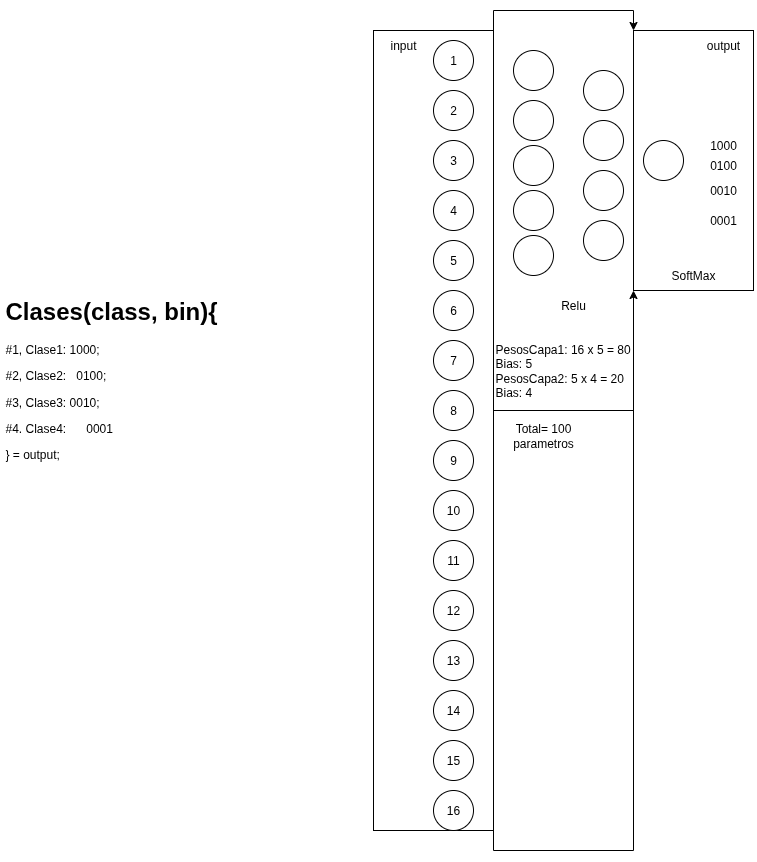 Clases(class, bin){
#1, Clase1: 1000;
#2, Clase2: 0100;
#3, Clase3: 0010;
#4. Clase4: 0001
} = output;
input
1
2
3
4
5
6
7
8
9
10
11
12
13
14
15
16
Relu
PesosCapa1: 16 x 5 = 80
Bias: 5
PesosCapa2: 5 x 4 = 20
Bias: 4
Total= 100
parametros
output
1000
0100
0010
0001
SoftMax